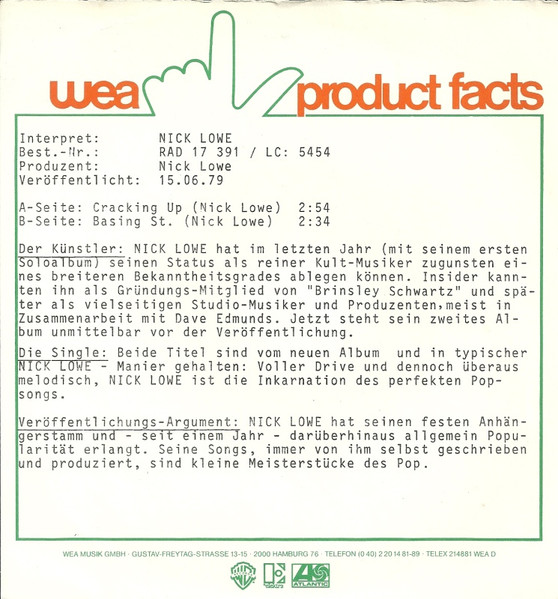 wea product facts
Interpret: NICK LOWE
Best.-Nr.: RAD 17 391 / LC: 5454
Produzent: Nick Lowe
Veröffentlicht: 15.06.79
A-Seite: Cracking Up (Nick Lowe) 2:54
B-Seite: Basing St. (Nick Lowe) 2:34
Der Künstler: NICK LOWE hat im letzten Jahr (mit seinem ersten
Soloalbum) seinen Status als reiner Kult-Musiker zugunsten ei-
nes breiteren Bekanntheitsgrades ablegen können. Insider kann-
ten ihn als Gründungs-Mitglied von "Brinsley Schwartz" und spä-
ter als vielseitigen Studio-Musiker und Produzenten,meist in
Zusammenarbeit mit Dave Edmunds. Jetzt steht sein zweites Al-
bum unmittelbar vor der Veröffentlichung.
Die Single: Beide Titel sind vom neuen Album und in typischer
NICK LOWE - Manier gehalten: Voller Drive und dennoch überaus
melodisch, NICK LOWE ist die Inkarnation des perfekten Pop-
songs.
Veröffentlichungs-Argument: NICK LOWE hat seinen festen Anhän-
gerstamm und - seit einem Jahr - darüberhinaus allgemein Popu-
larität erlangt. Seine Songs, immer von ihm selbst geschrieben
und produziert, sind kleine Meisterstücke des Pop.
WEA MUSIK GMBH · GUSTAV-FREYTAG-STRASSE 13-15 · 2000 HAMBURG 76 · TELEFON (0 40) 2 20 14 81-89 · TELEX 214881 WEA D
ATLANTIC